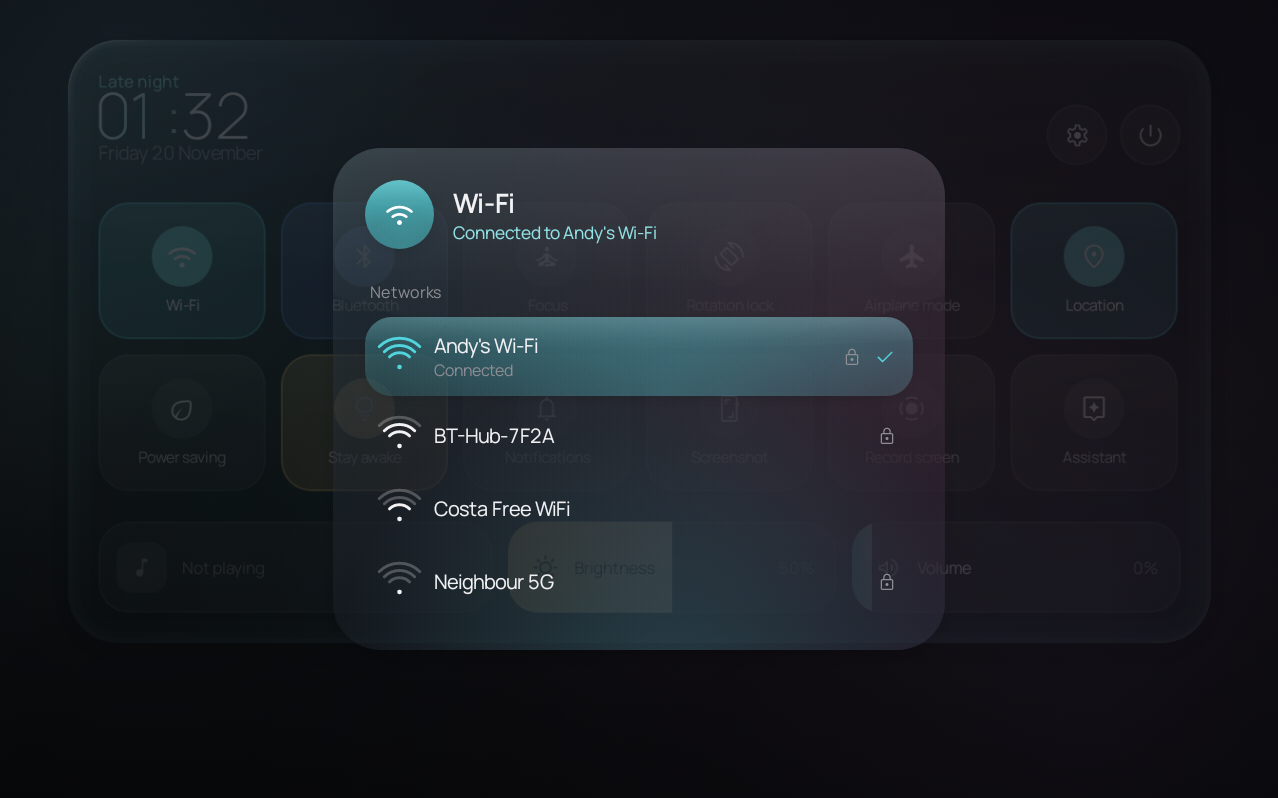 Late night
01:32
Friday 20 November
Wi-Fi
Connected to Andy's Wi-Fi
Networks
Andy's Wi-Fi
Connected
BT-Hub-7F2A
Costa Free WiFi
Neighbour 5G
Wi-Fi
Bluetooth
Focus
Rotation lock
Airplane mode
Location
Power saving
Stay awake
Notifications
Screenshot
Record screen
Assistant
Not playing
Brightness
Volume
0%